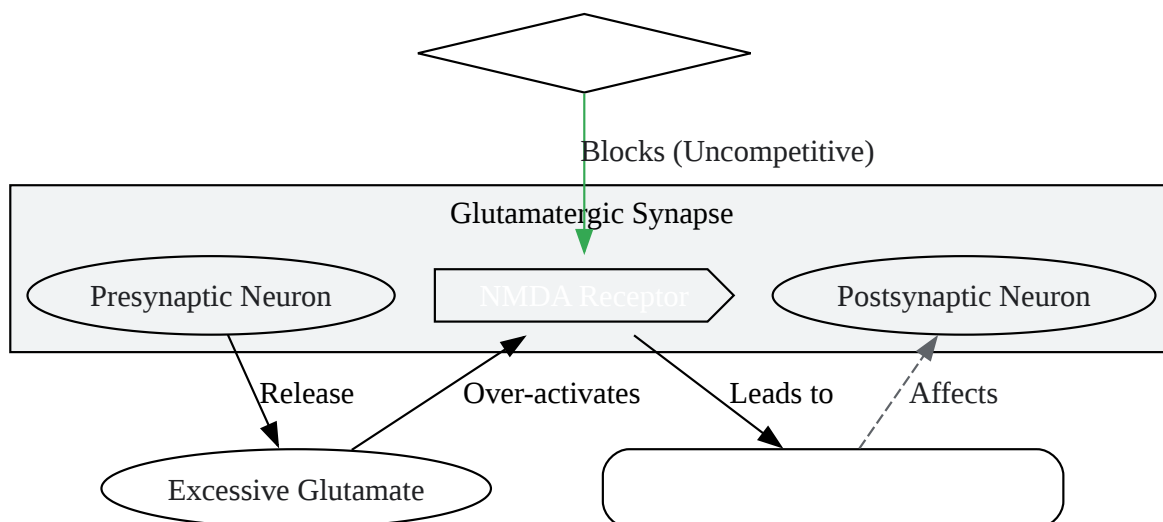 Blocks (Uncompetitive)
Glutamatergic Synapse
Presynaptic Neuron
NMDA Receptor
Postsynaptic Neuron
Release
Over-activates
Leads to
Affects
Excessive Glutamate